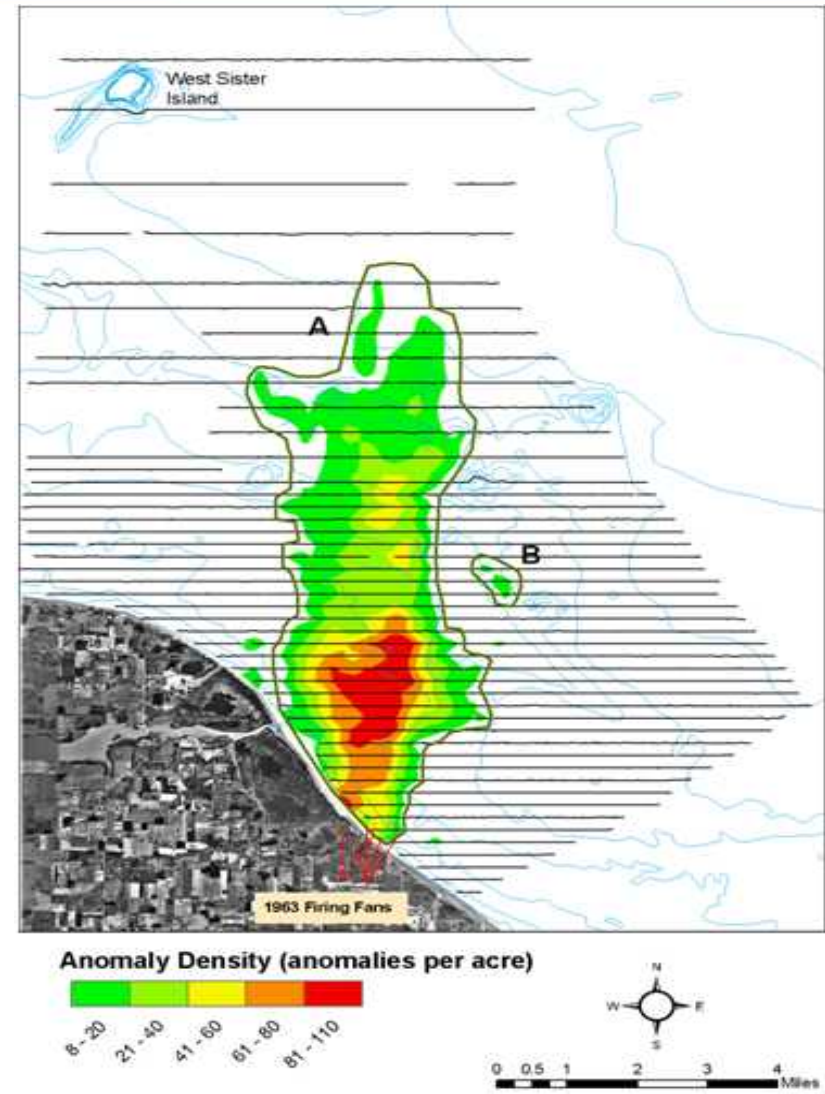 West Sister
Island
A
B
1963 Firing Fans
Anomaly Density (anomalies per acre)
8 - 20
21 - 40
41 - 60
61 - 80
81 - 110
N
W
E
S
0 0.5 1 2 3 4
Miles